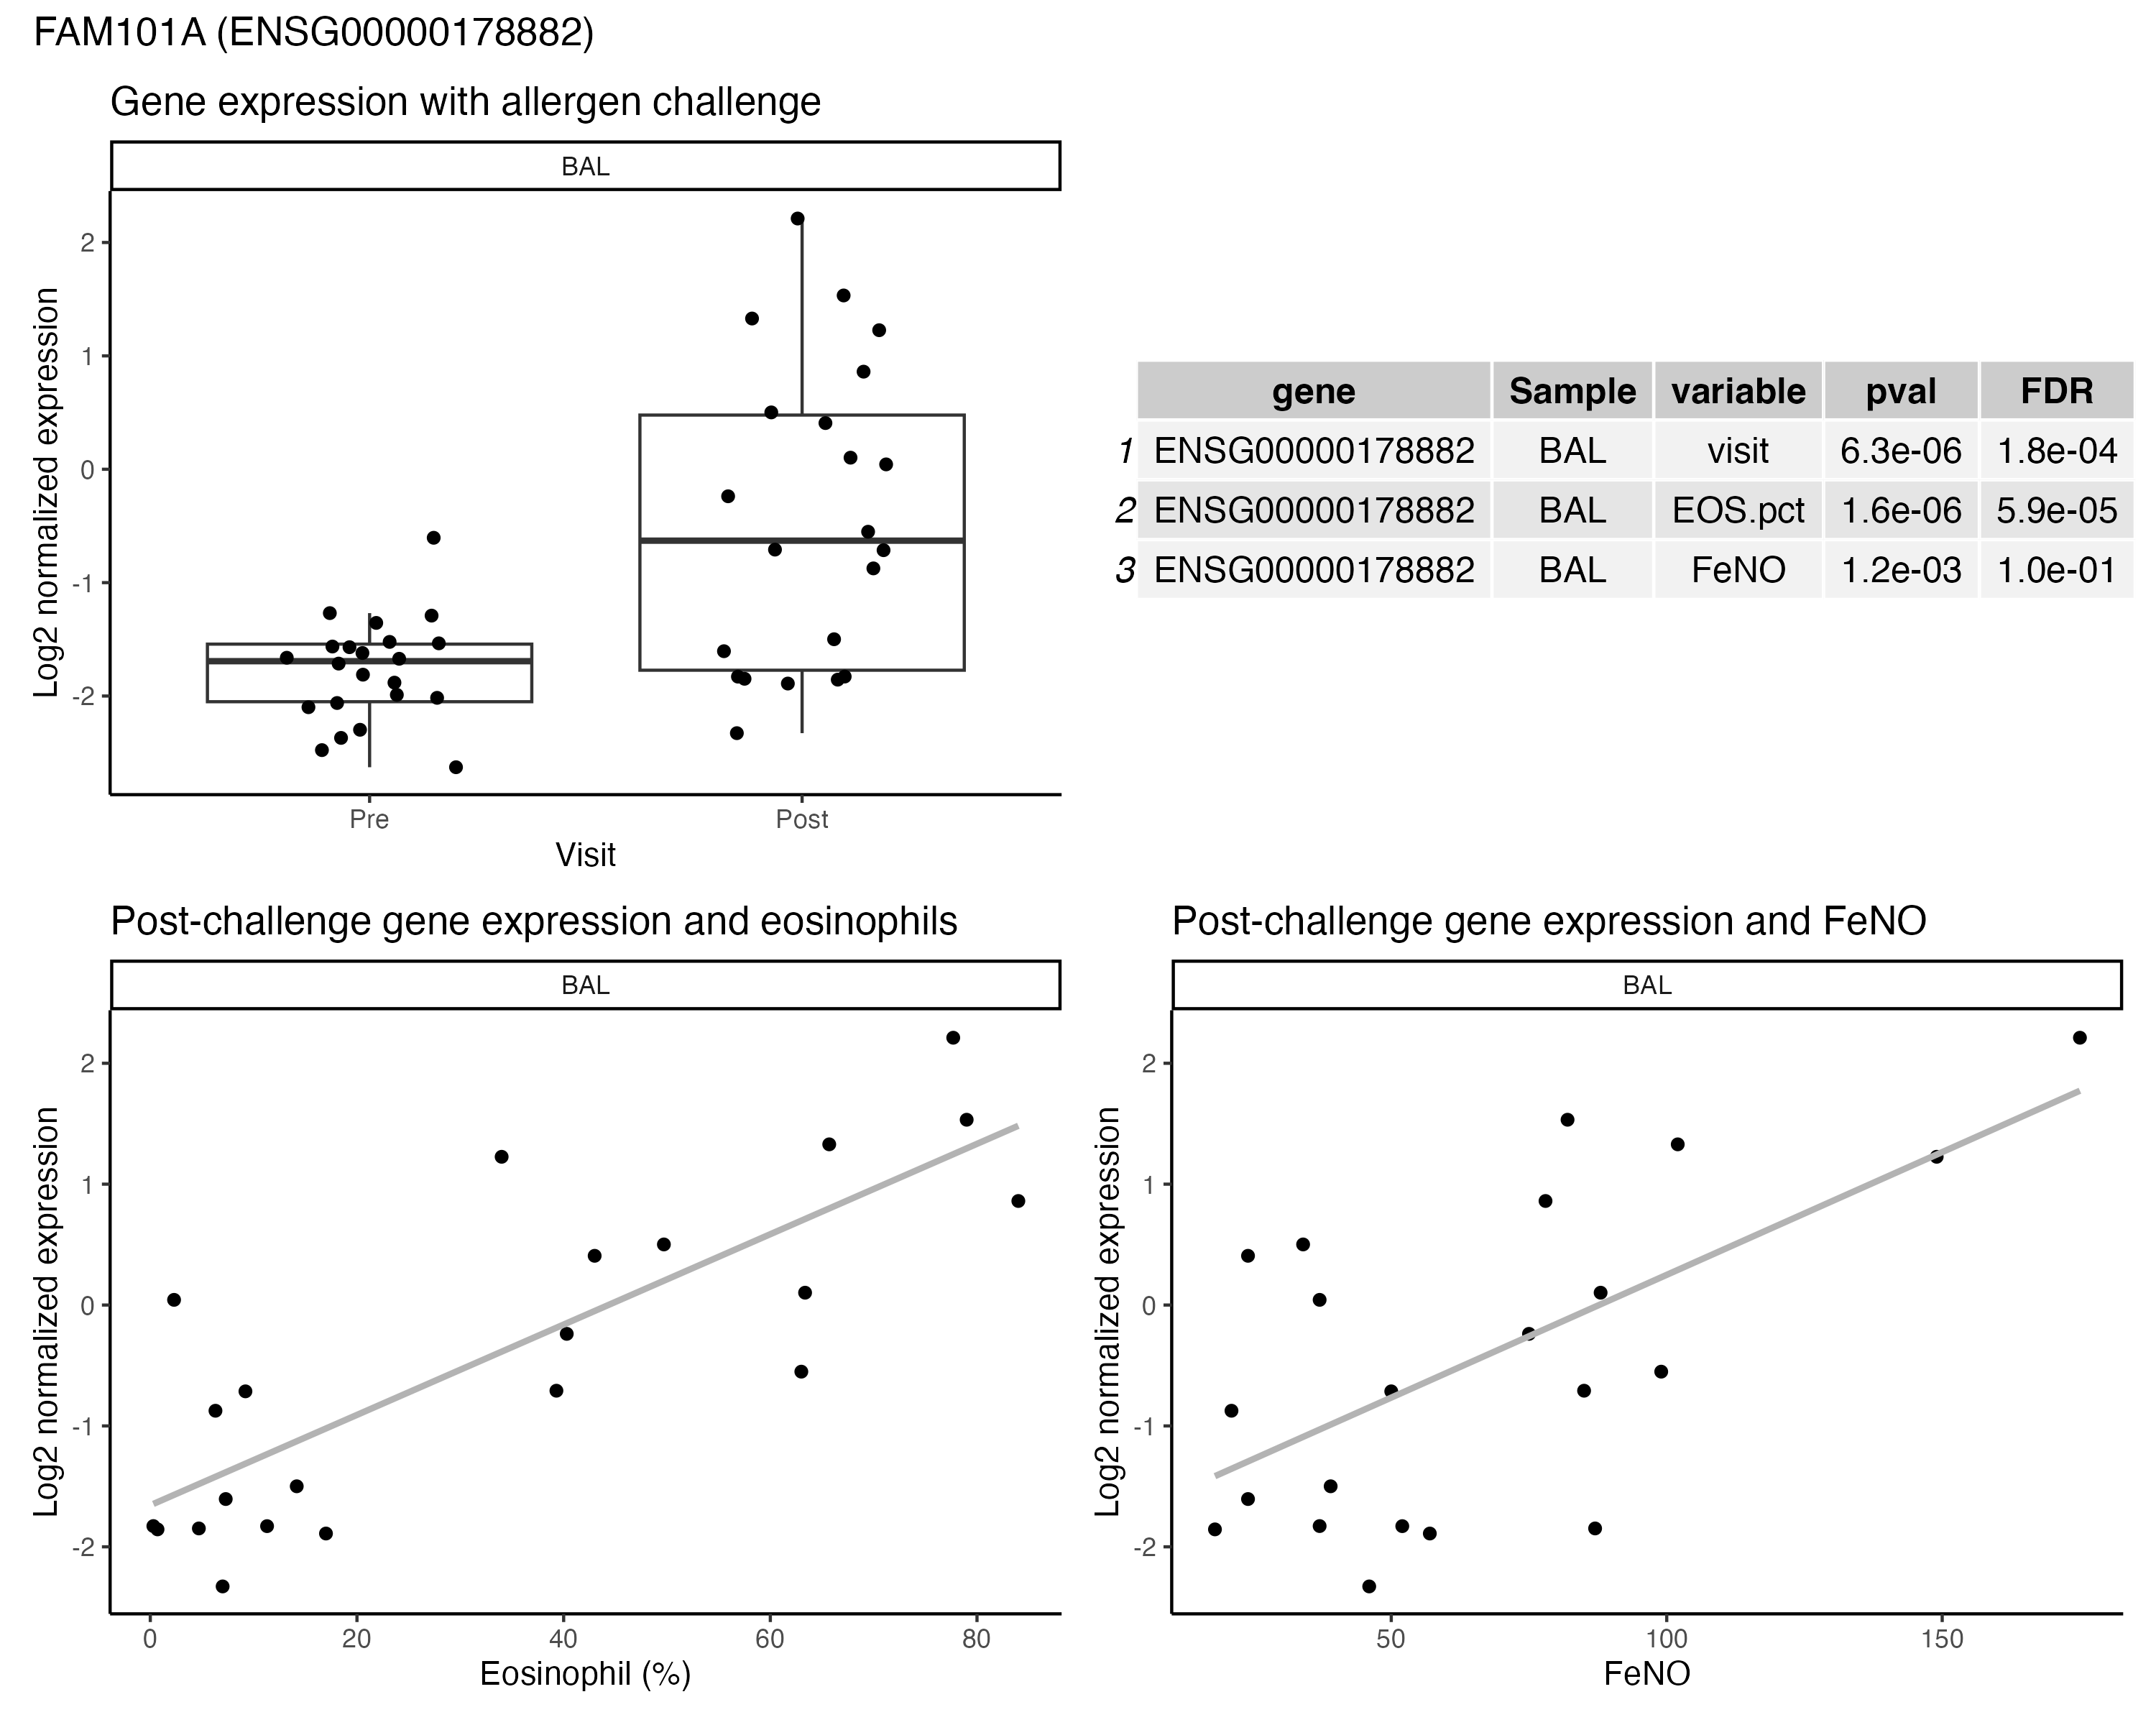 FAM101A (ENSG00000178882)
Gene expression with allergen challenge
BAL
Log2 normalized expression
2
1
0
-1
-2
Pre
Post
Visit
gene Sample variable pval FDR
1 ENSG00000178882 BAL visit 6.3e-06 1.8e-04
2 ENSG00000178882 BAL EOS.pct 1.6e-06 5.9e-05
3 ENSG00000178882 BAL FeNO 1.2e-03 1.0e-01
Post-challenge gene expression and eosinophils
BAL
Log2 normalized expression
2
1
0
-1
-2
0 20 40 60 80
Eosinophil (%)
Post-challenge gene expression and FeNO
BAL
Log2 normalized expression
2
1
0
-1
-2
50 100 150
FeNO